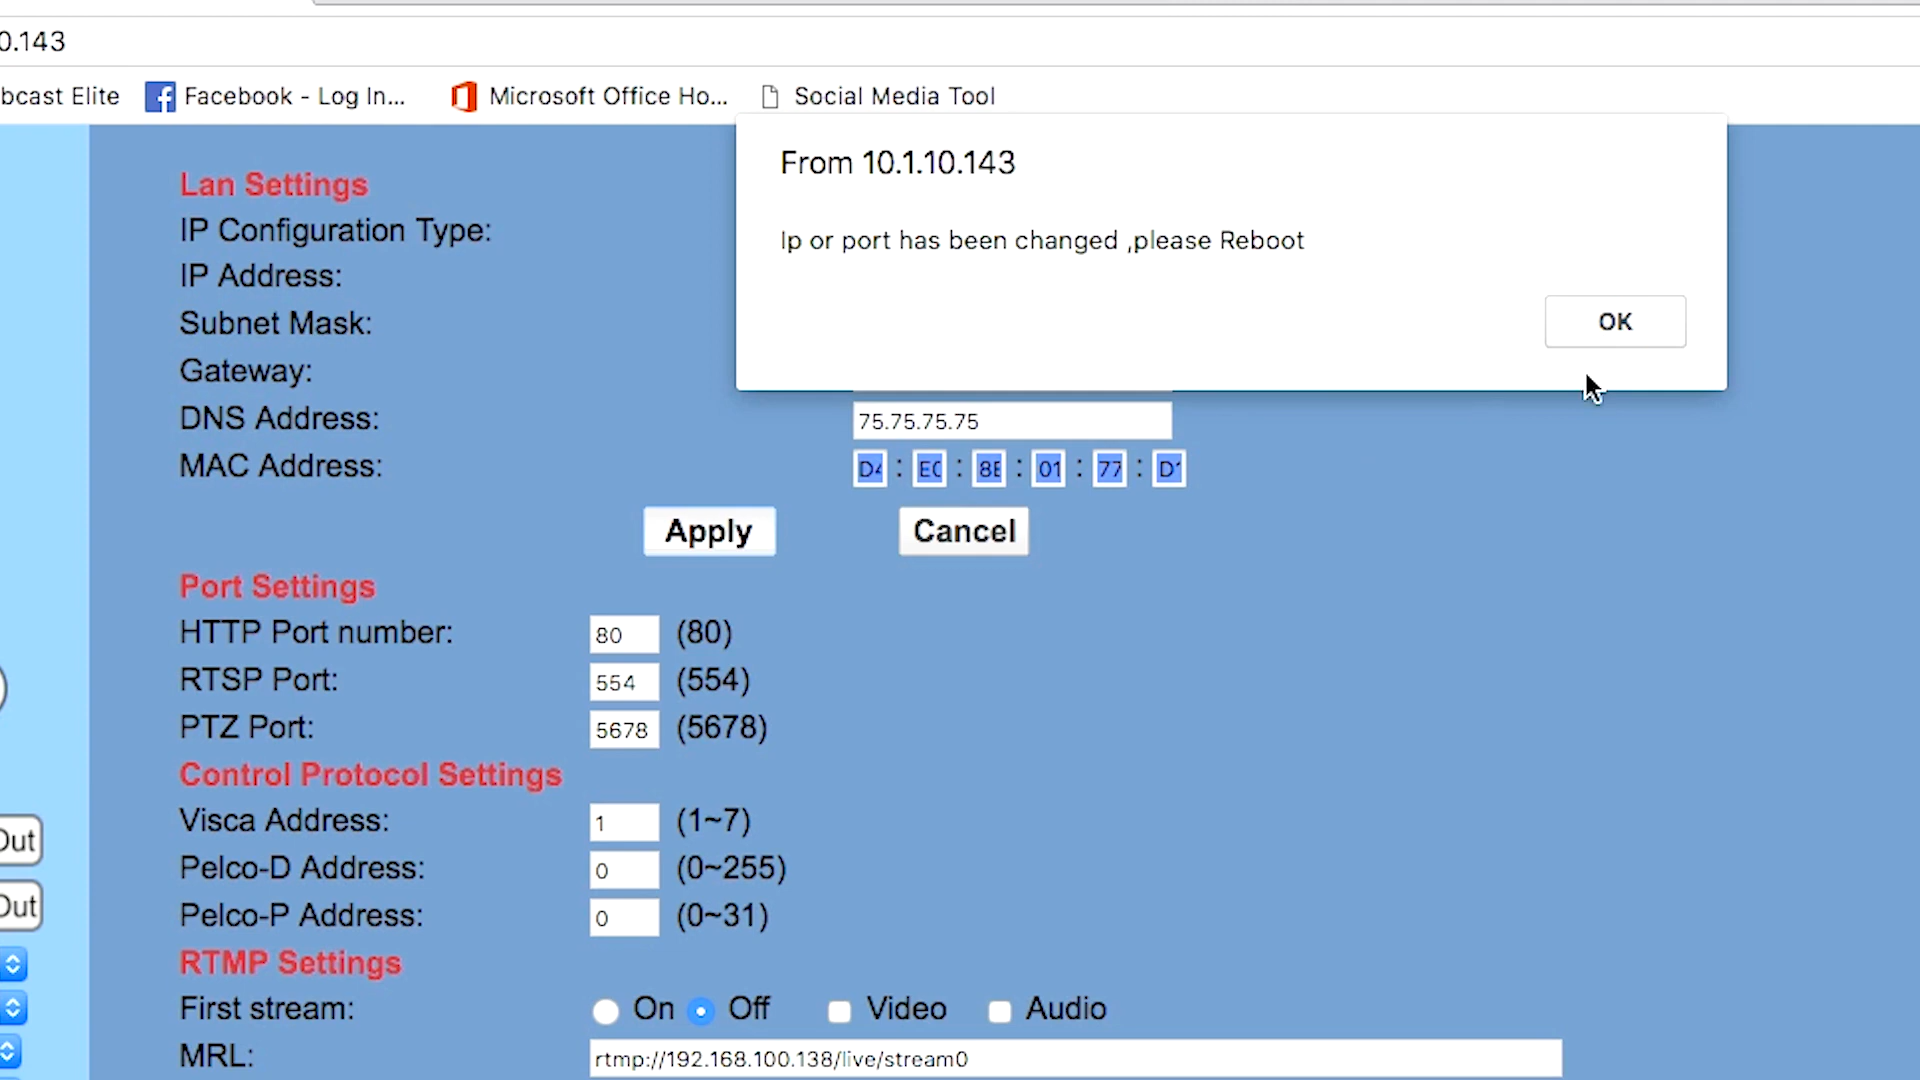 0.143
bcast Elite Facebook - Log In... Microsoft Office Ho... Social Media Tool
From 10.1.10.143
Ip or port has been changed ,please Reboot
OK
Lan Settings
IP Configuration Type:
IP Address:
Subnet Mask:
Gateway:
DNS Address: 75.75.75.75
MAC Address: : : : 01 : 77 :
Apply Cancel
Port Settings
HTTP Port number: 80 (80)
RTSP Port: 554 (554)
PTZ Port: 5678 (5678)
Control Protocol Settings
Visca Address: 1 (1~7)
Pelco-D Address: 0 (0~255)
Pelco-P Address: 0 (0~31)
RTMP Settings
First stream: On Off Video Audio
MRL: rtmp://192.168.100.138/live/stream0
Out
Out